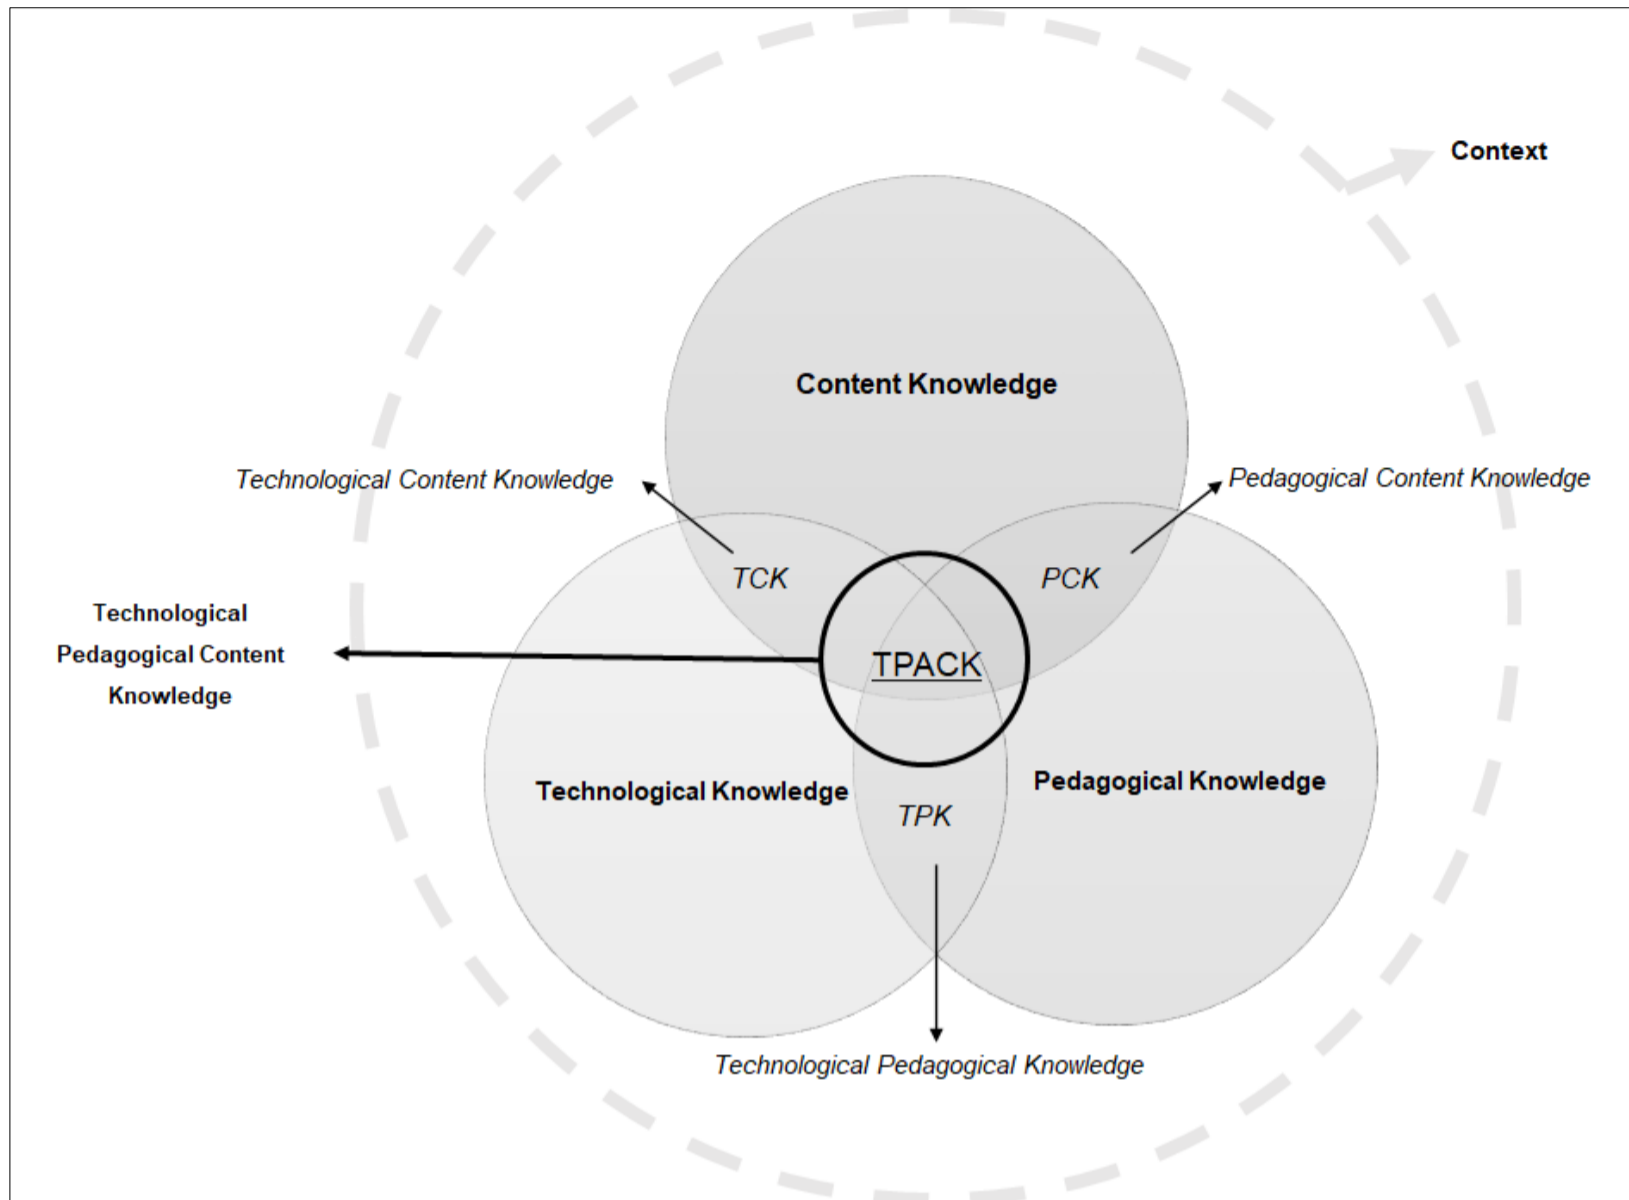 Context
Content Knowledge
Technological Content Knowledge
Pedagogical Content Knowledge
TCK
PCK
Technological
Pedagogical Content
Knowledge
TPACK
Technological Knowledge
Pedagogical Knowledge
TPK
Technological Pedagogical Knowledge